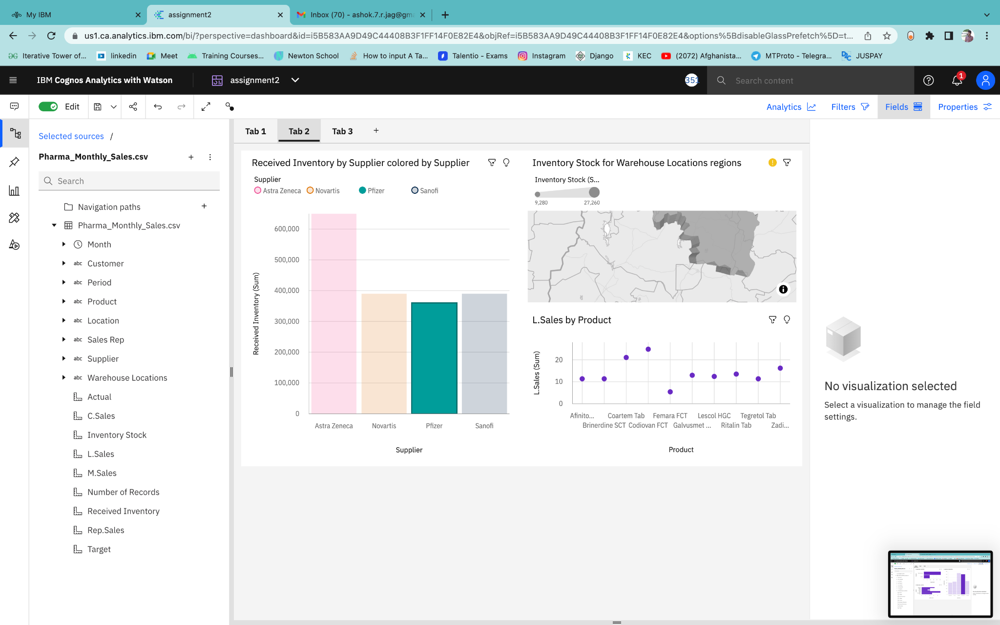 My IBM
assignment2
Inbox (70) - ashok.7.r.jag@gma
us1.ca.analytics.ibm.com/bi/?perspective=dashboard&id=i5B583AA9D49C44408B3F1FF14F0E82E4&objRef=i5B583AA9D49C44408B3F1FF14F0E82E4&options%5BdisableGlassPrefetch%5D=t...
Iterative Tower of... linkedin Meet Training Courses... Newton School How to input A Ta... Talentio - Exams Instagram Django KEC (2072) Afghanista... MTProto - Telegra... JUSPAY
IBM Cognos Analytics with Watson
assignment2
351
Search content
1
Edit
Analytics
Filters
Fields
Properties
Selected sources /
Pharma_Monthly_Sales.csv
Search
Navigation paths
Pharma_Monthly_Sales.csv
Month
abc Customer
abc Period
abc Product
abc Location
abc Sales Rep
abc Supplier
abc Warehouse Locations
Actual
C.Sales
Inventory Stock
L.Sales
M.Sales
Number of Records
Received Inventory
Rep.Sales
Target
Tab 1 Tab 2 Tab 3 +
Received Inventory by Supplier colored by Supplier
Supplier
Astra Zeneca Novartis Pfizer Sanofi
Received Inventory (Sum)
600,000
500,000
400,000
300,000
200,000
100,000
0
Astra Zeneca Novartis Pfizer Sanofi
Supplier
Inventory Stock for Warehouse Locations regions
Inventory Stock (S...
9,280 27,260
L.Sales by Product
L.Sales (Sum)
20
10
0
Afinito... Coartem Tab Femara FCT Lescol HGC Tegretol Tab
Brinerdine SCT Codiovan FCT Galvusmet ... Ritalin Tab Zadi...
Product
No visualization selected
Select a visualization to manage the field
settings.